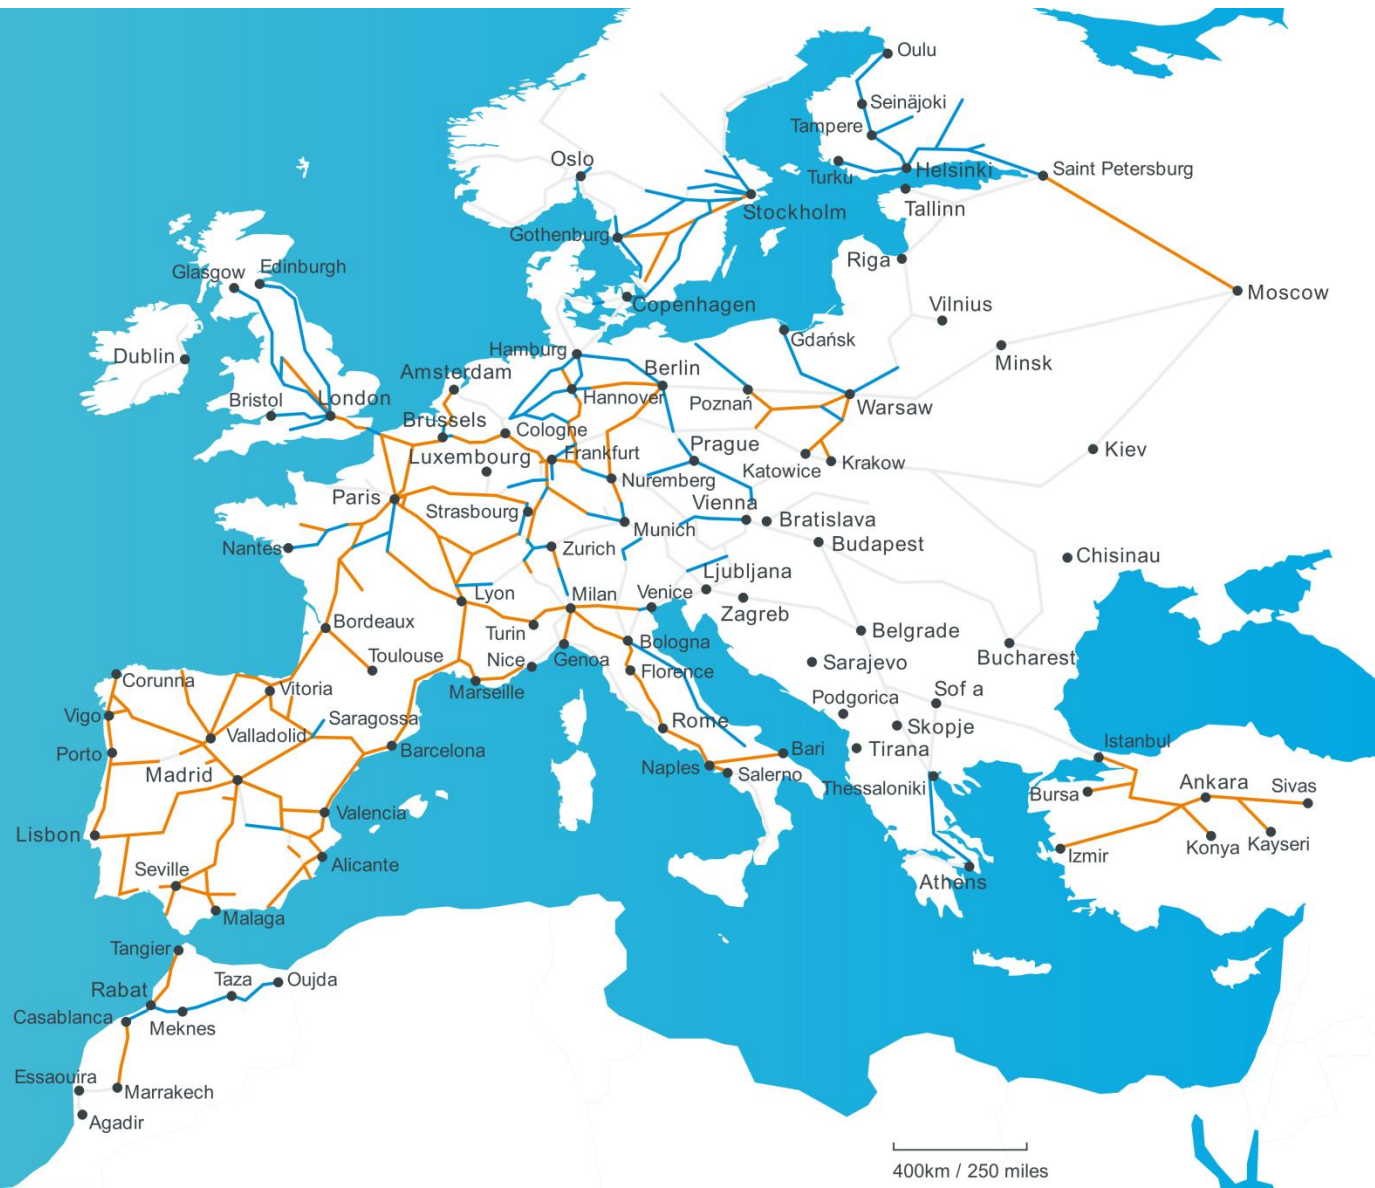 Oulu
Seinäjoki
Tampere
Oslo
Turku
Helsinki
Saint Petersburg
Tallinn
Stockholm
Gothenburg
Riga
Glasgow
Edinburgh
Moscow
Copenhagen
Vilnius
Gdańsk
Dublin
Hamburg
Minsk
Amsterdam
Berlin
Bristol
London
Hannover
Poznań
Warsaw
Brussels
Cologne
Prague
Kiev
Luxembourg
Frankfurt
Katowice
Krakow
Nuremberg
Paris
Vienna
Strasbourg
Munich
Bratislava
Nantes
Zurich
Budapest
Chisinau
Ljubljana
Lyon
Milan
Venice
Zagreb
Bordeaux
Turin
Belgrade
Bologna
Toulouse
Nice
Genoa
Sarajevo
Bucharest
Corunna
Florence
Vitoria
Marseille
Podgorica
Sof a
Vigo
Saragossa
Rome
Skopje
Valladolid
Istanbul
Porto
Barcelona
Bari
Tirana
Madrid
Naples
Salerno
Thessaloniki
Ankara
Sivas
Bursa
Valencia
Lisbon
Konya
Kayseri
Izmir
Seville
Alicante
Athens
Malaga
Tangier
Taza
Oujda
Rabat
Casablanca
Meknes
Essaouira
Marrakech
Agadir
400km / 250 miles